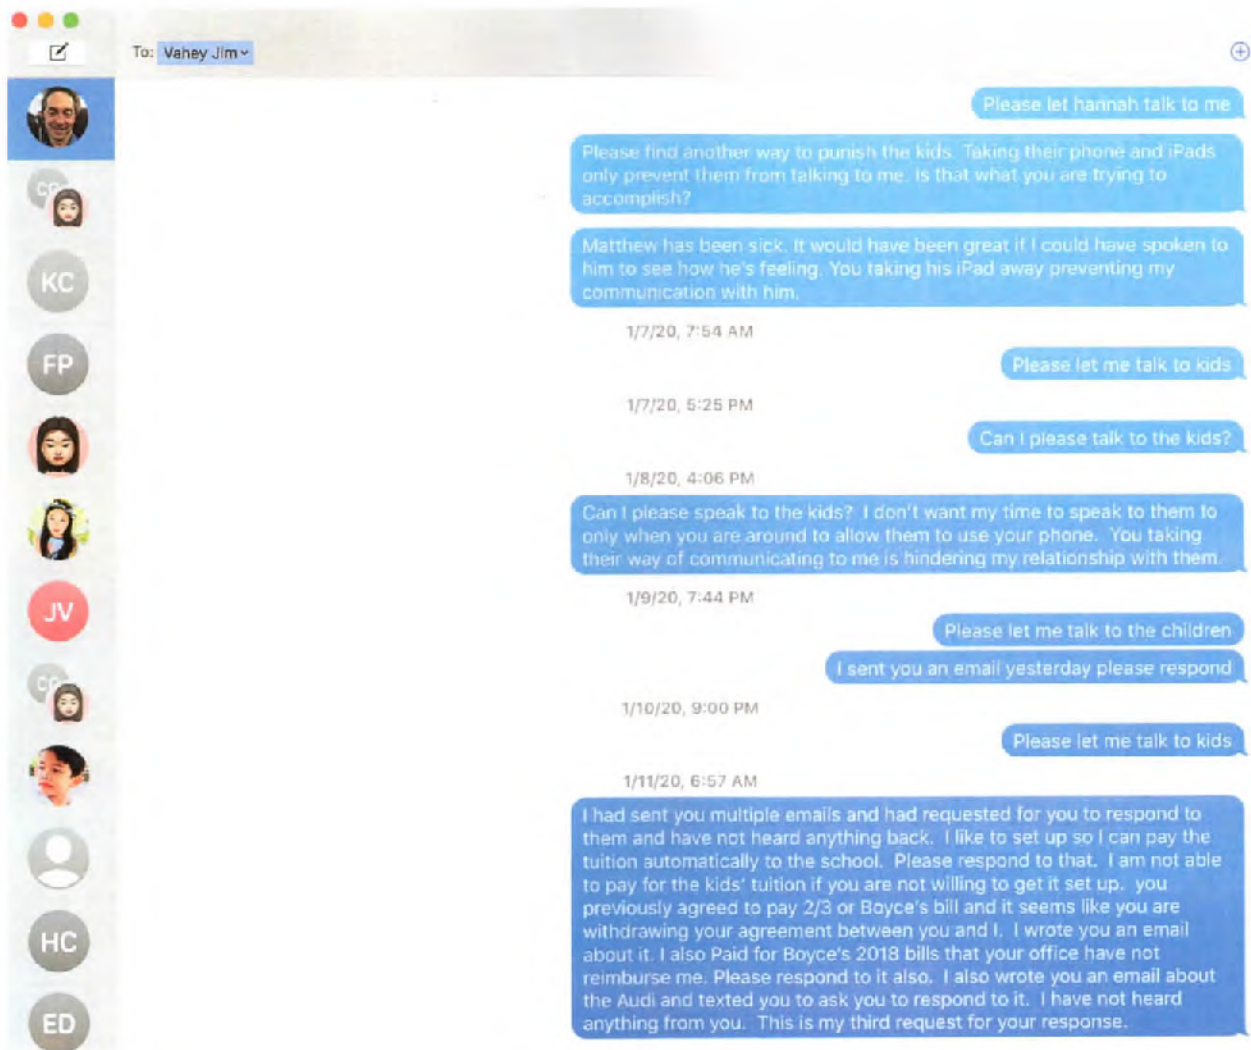 To: Vahey Jim
Please let hannah talk to me
Please find another way to punish the kids. Taking their phone and iPads
only prevent them from talking to me. Is that what you are trying to
accomplish?
CC
Matthew has been sick. It would have been great if I could have spoken to
him to see how he's feeling. You taking his iPad away preventing my
communication with him.
KC
1/7/20, 7:54 AM
FP
Please let me talk to kids
1/7/20, 5:25 PM
Can I please talk to the kids?
1/8/20, 4:06 PM
Can I please speak to the kids? I don't want my time to speak to them to
only when you are around to allow them to use your phone. You taking
their way of communicating to me is hindering my relationship with them.
1/9/20, 7:44 PM
JV
Please let me talk to the children
I sent you an email yesterday please respond
CC
1/10/20, 9:00 PM
Please let me talk to kids
1/11/20, 6:57 AM
I had sent you multiple emails and had requested for you to respond to
them and have not heard anything back. I like to set up so I can pay the
tuition automatically to the school. Please respond to that. I am not able
to pay for the kids' tuition if you are not willing to get it set up. you
previously agreed to pay 2/3 or Boyce's bill and it seems like you are
withdrawing your agreement between you and I. I wrote you an email
about it. I also Paid for Boyce's 2018 bills that your office have not
reimburse me. Please respond to it also. I also wrote you an email about
the Audi and texted you to ask you to respond to it. I have not heard
anything from you. This is my third request for your response.
HC
ED